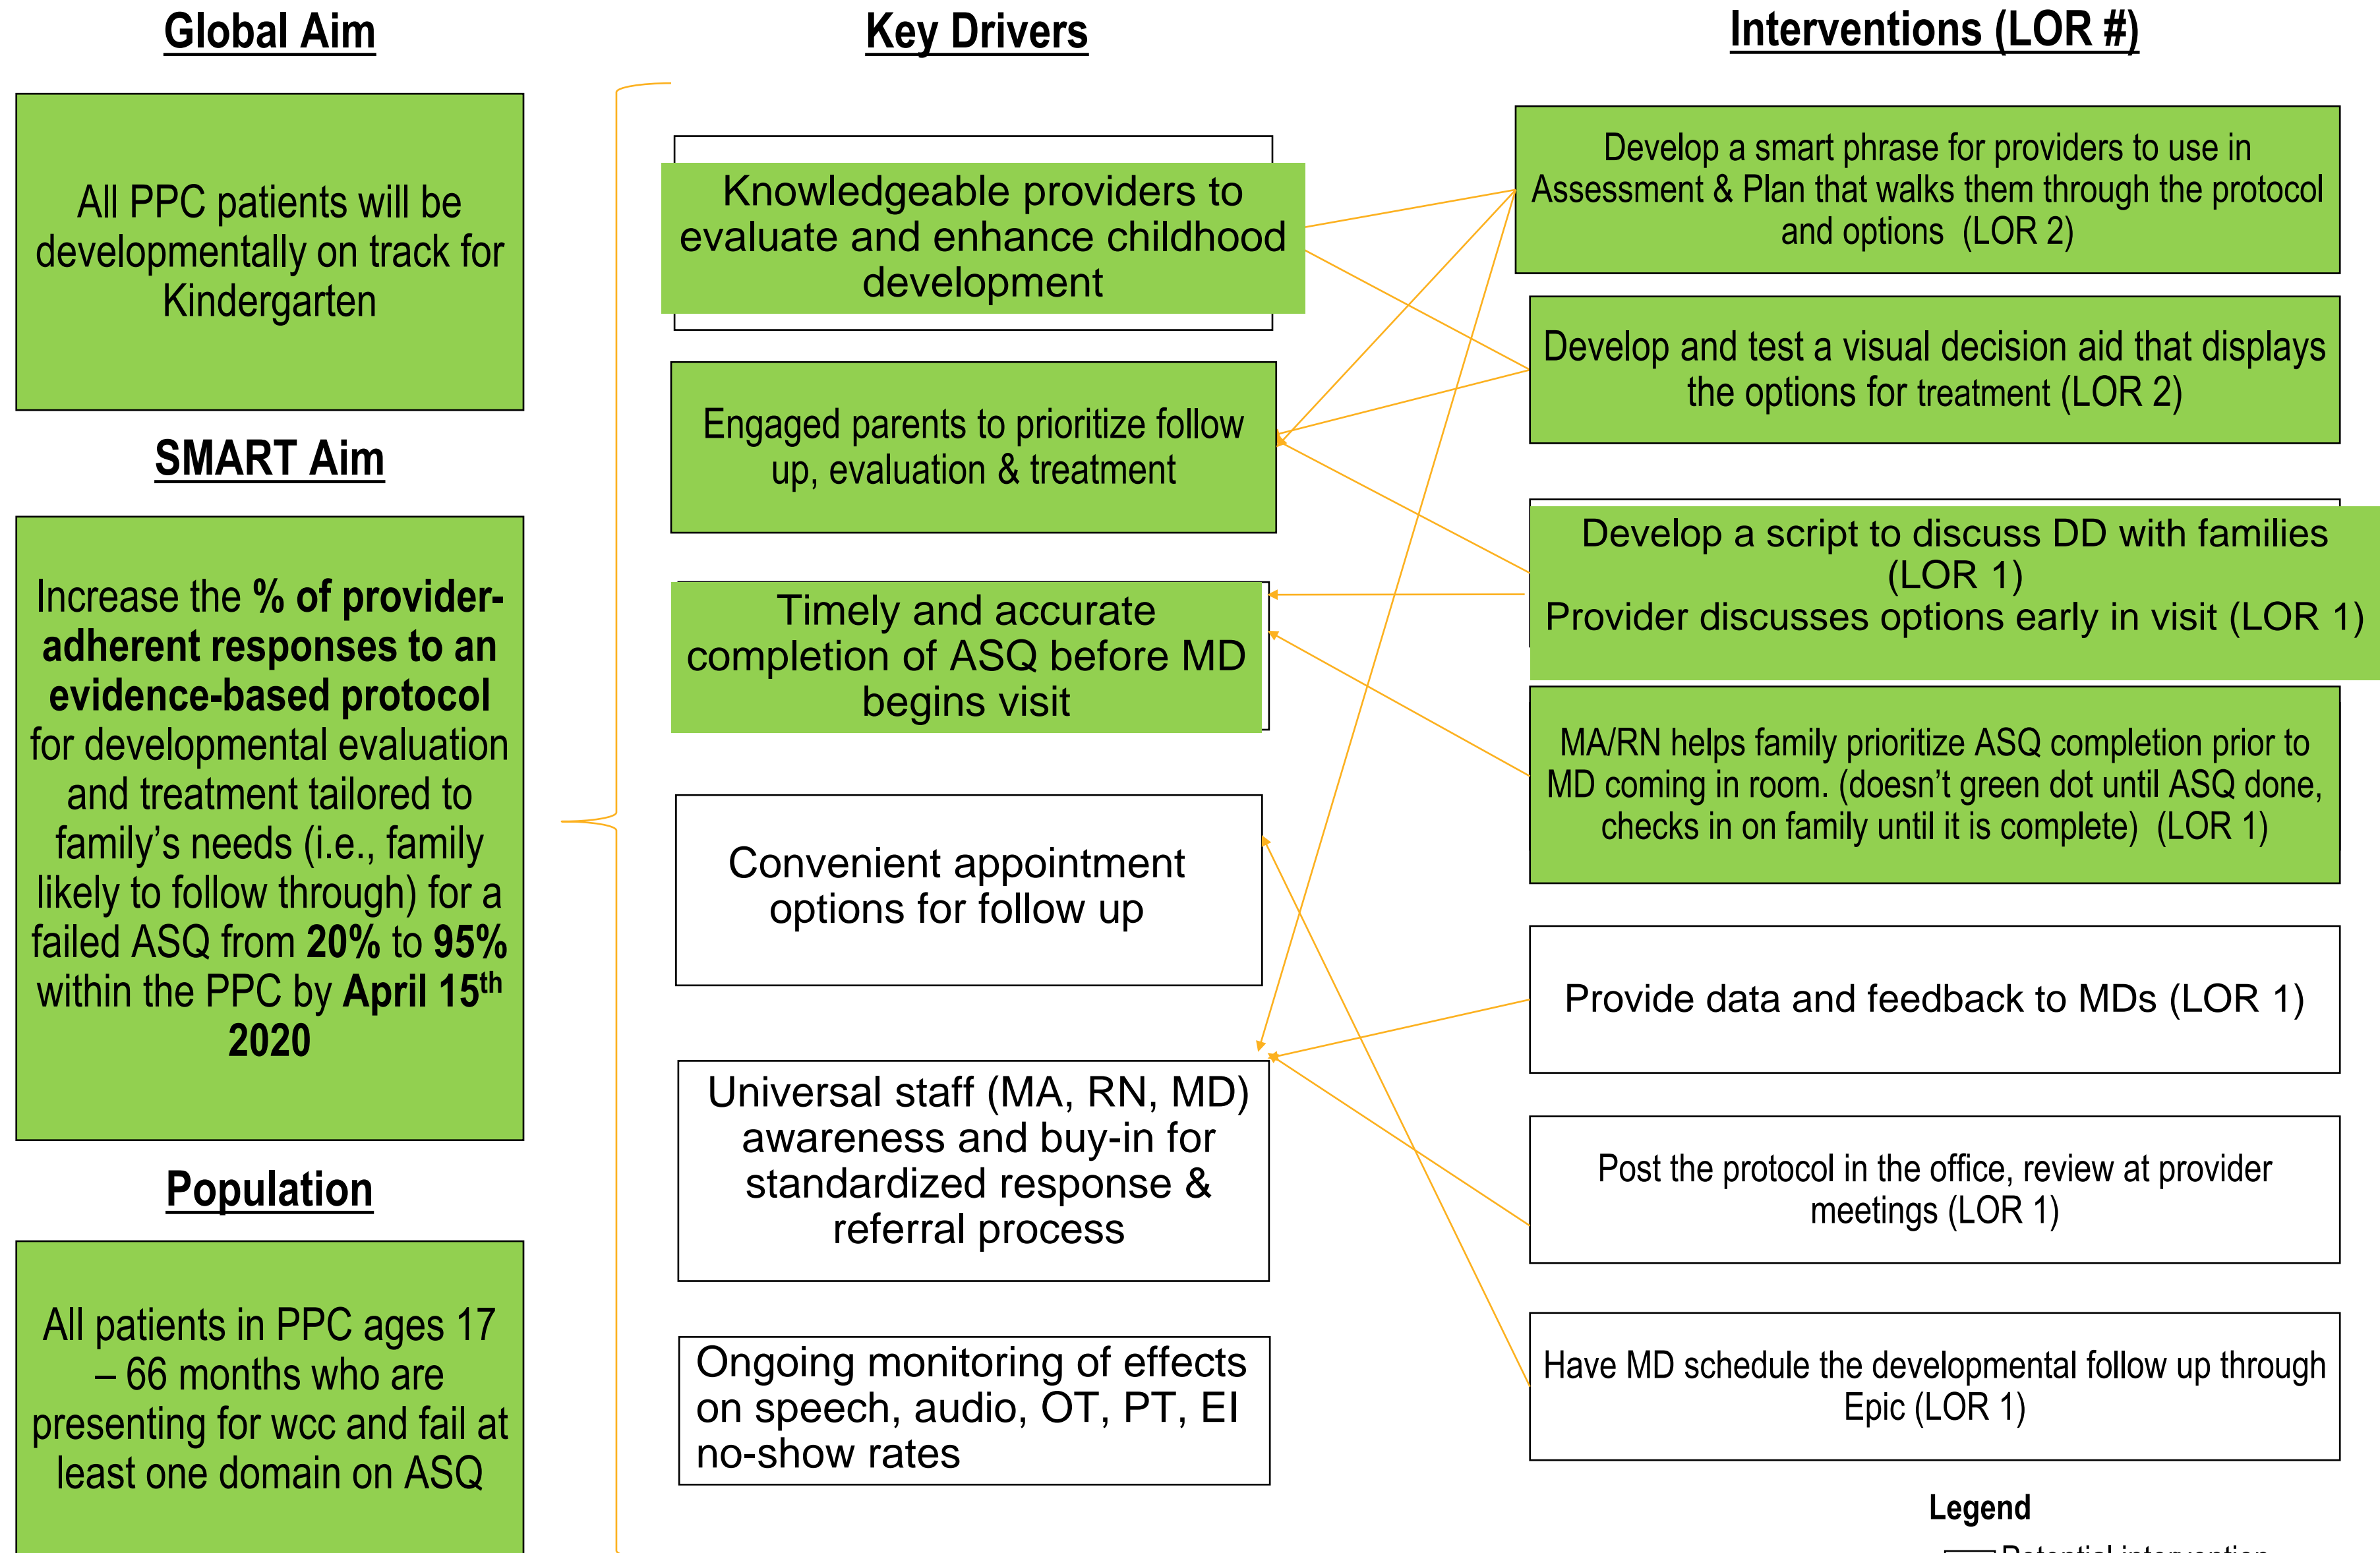 Global Aim
All PPC patients will be
developmentally on track for
Kindergarten
SMART Aim
Increase the % of provider-
adherent responses to an
evidence-based protocol
for developmental evaluation
and treatment tailored to
family’s needs (i.e., family
likely to follow through) for a
failed ASQ from 20% to 95%
within the PPC by April 15th
2020
Population
All patients in PPC ages 17
– 66 months who are
presenting for wcc and fail at
least one domain on ASQ
Key Drivers
Knowledgeable providers to
evaluate and enhance childhood
development
Engaged parents to prioritize follow
up, evaluation & treatment
Timely and accurate
completion of ASQ before MD
begins visit
Convenient appointment
options for follow up
Universal staff (MA, RN, MD)
awareness and buy-in for
standardized response &
referral process
Ongoing monitoring of effects
on speech, audio, OT, PT, EI
no-show rates
Interventions (LOR #)
Develop a smart phrase for providers to use in
Assessment & Plan that walks them through the protocol
and options (LOR 2)
Develop and test a visual decision aid that displays
the options for treatment (LOR 2)
Develop a script to discuss DD with families
(LOR 1)
Provider discusses options early in visit (LOR 1)
MA/RN helps family prioritize ASQ completion prior to
MD coming in room. (doesn’t green dot until ASQ done,
checks in on family until it is complete) (LOR 1)
Provide data and feedback to MDs (LOR 1)
Post the protocol in the office, review at provider
meetings (LOR 1)
Have MD schedule the developmental follow up through
Epic (LOR 1)
Legend
Potential intervention